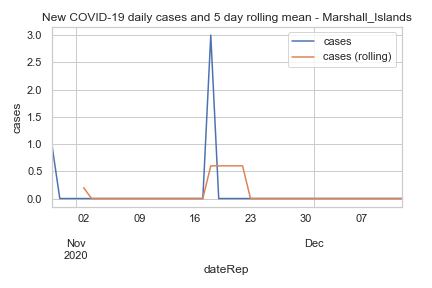 New COVID-19 daily cases and 5 day rolling mean - Marshall_Islands
cases
cases (rolling)
cases
3.0
2.5
2.0
1.5
1.0
0.5
0.0
02 09 16 23 30 07
Nov Dec
2020
dateRep